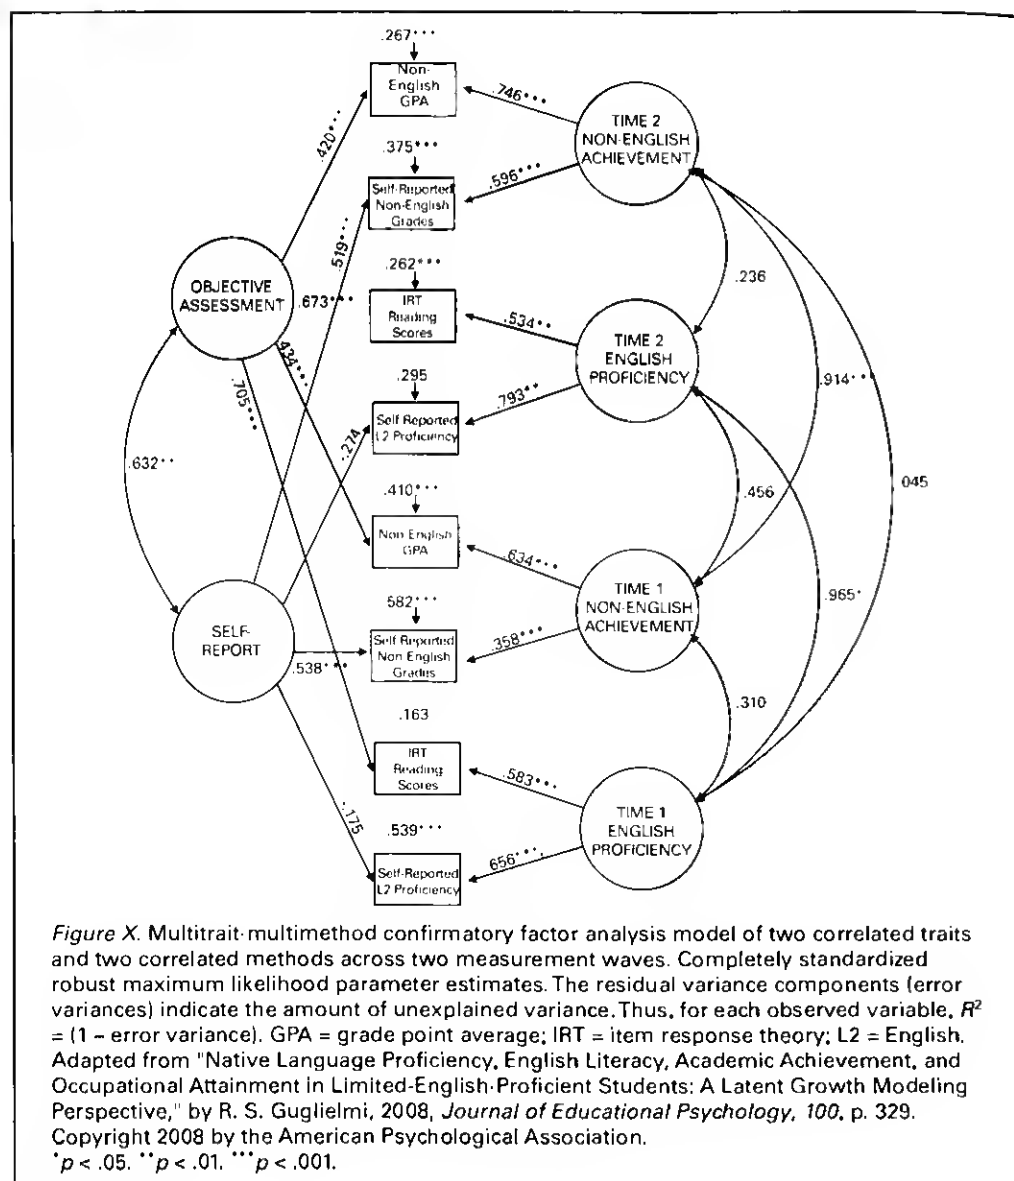 .267***
Non-
English
GPA
.746***
TIME 2
NON-ENGLISH
ACHIEVEMENT
.420***
.375***
Self-Reported
Non-English
Grades
.596***
.519***
.236
.262***
OBJECTIVE
ASSESSMENT
.673***
IRT
Reading
Scores
.534**
TIME 2
ENGLISH
PROFICIENCY
.434***
.705***
.295
.914***
Self Reported
L2 Proficiency
.793**
.274
.632**
.410***
.456
045
Non English
GPA
.634***
TIME 1
NON-ENGLISH
ACHIEVEMENT
582***
.965*
SELF-
REPORT
.538***
Self Reported
Non English
Grades
.358***
.163
.310
IRT
Reading
Scores
.583***
TIME 1
ENGLISH
PROFICIENCY
.175
.539***
Self-Reported
L2 Proficiency
656***
Figure X. Multitrait-multimethod confirmatory factor analysis model of two correlated traits
and two correlated methods across two measurement waves. Completely standardized
robust maximum likelihood parameter estimates. The residual variance components (error
variances) indicate the amount of unexplained variance. Thus, for each observed variable, R²
= (1 – error variance). GPA = grade point average; IRT = item response theory; L2 = English.
Adapted from "Native Language Proficiency, English Literacy, Academic Achievement, and
Occupational Attainment in Limited-English-Proficient Students: A Latent Growth Modeling
Perspective," by R. S. Guglielmi, 2008, Journal of Educational Psychology, 100, p. 329.
Copyright 2008 by the American Psychological Association.
*p < .05. **p < .01. ***p < .001.